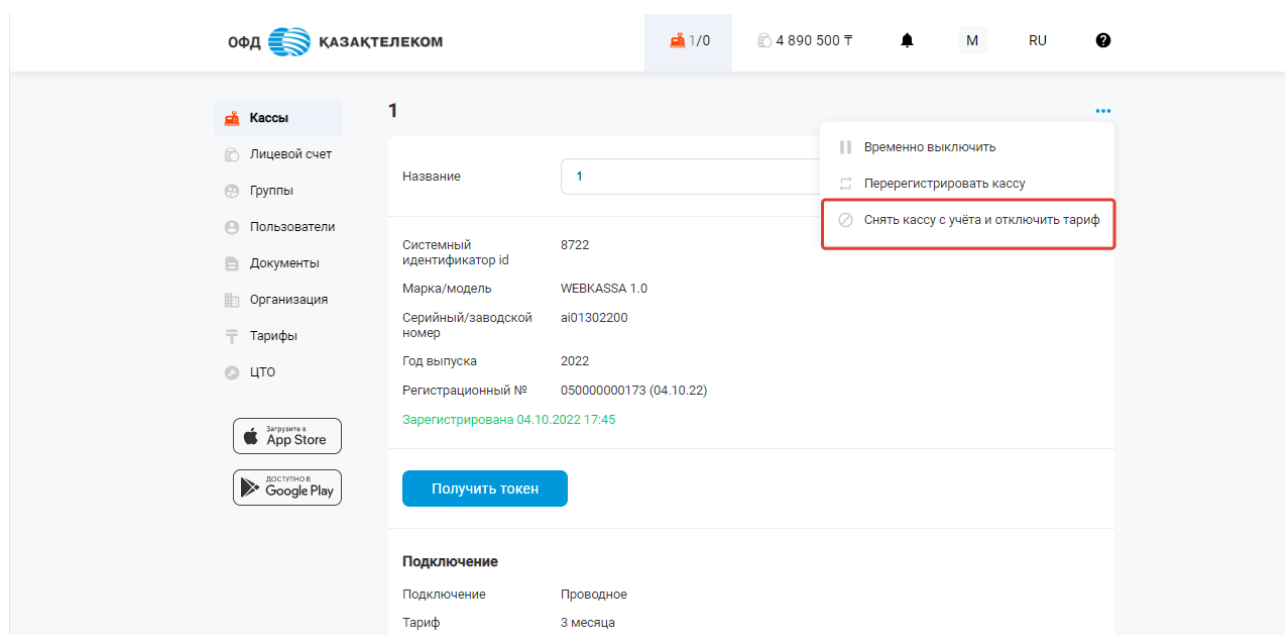 ОФД ҚАЗАҚТЕЛЕКОМ 1/0 4 890 500 ₸ M RU ?
Кассы
Лицевой счет
Группы
Пользователи
Документы
Организация
Тарифы
ЦТО
Загрузите в
App Store
ДОСТУПНО В
Google Play
1
Временно выключить
Перерегистрировать кассу
Снять кассу с учёта и отключить тариф
Название 1
Системный
идентификатор id 8722
Марка/модель WEBKASSA 1.0
Серийный/заводской
номер ai01302200
Год выпуска 2022
Регистрационный № 050000000173 (04.10.22)
Зарегистрирована 04.10.2022 17:45
Получить токен
Подключение
Подключение Проводное
Тариф 3 месяца